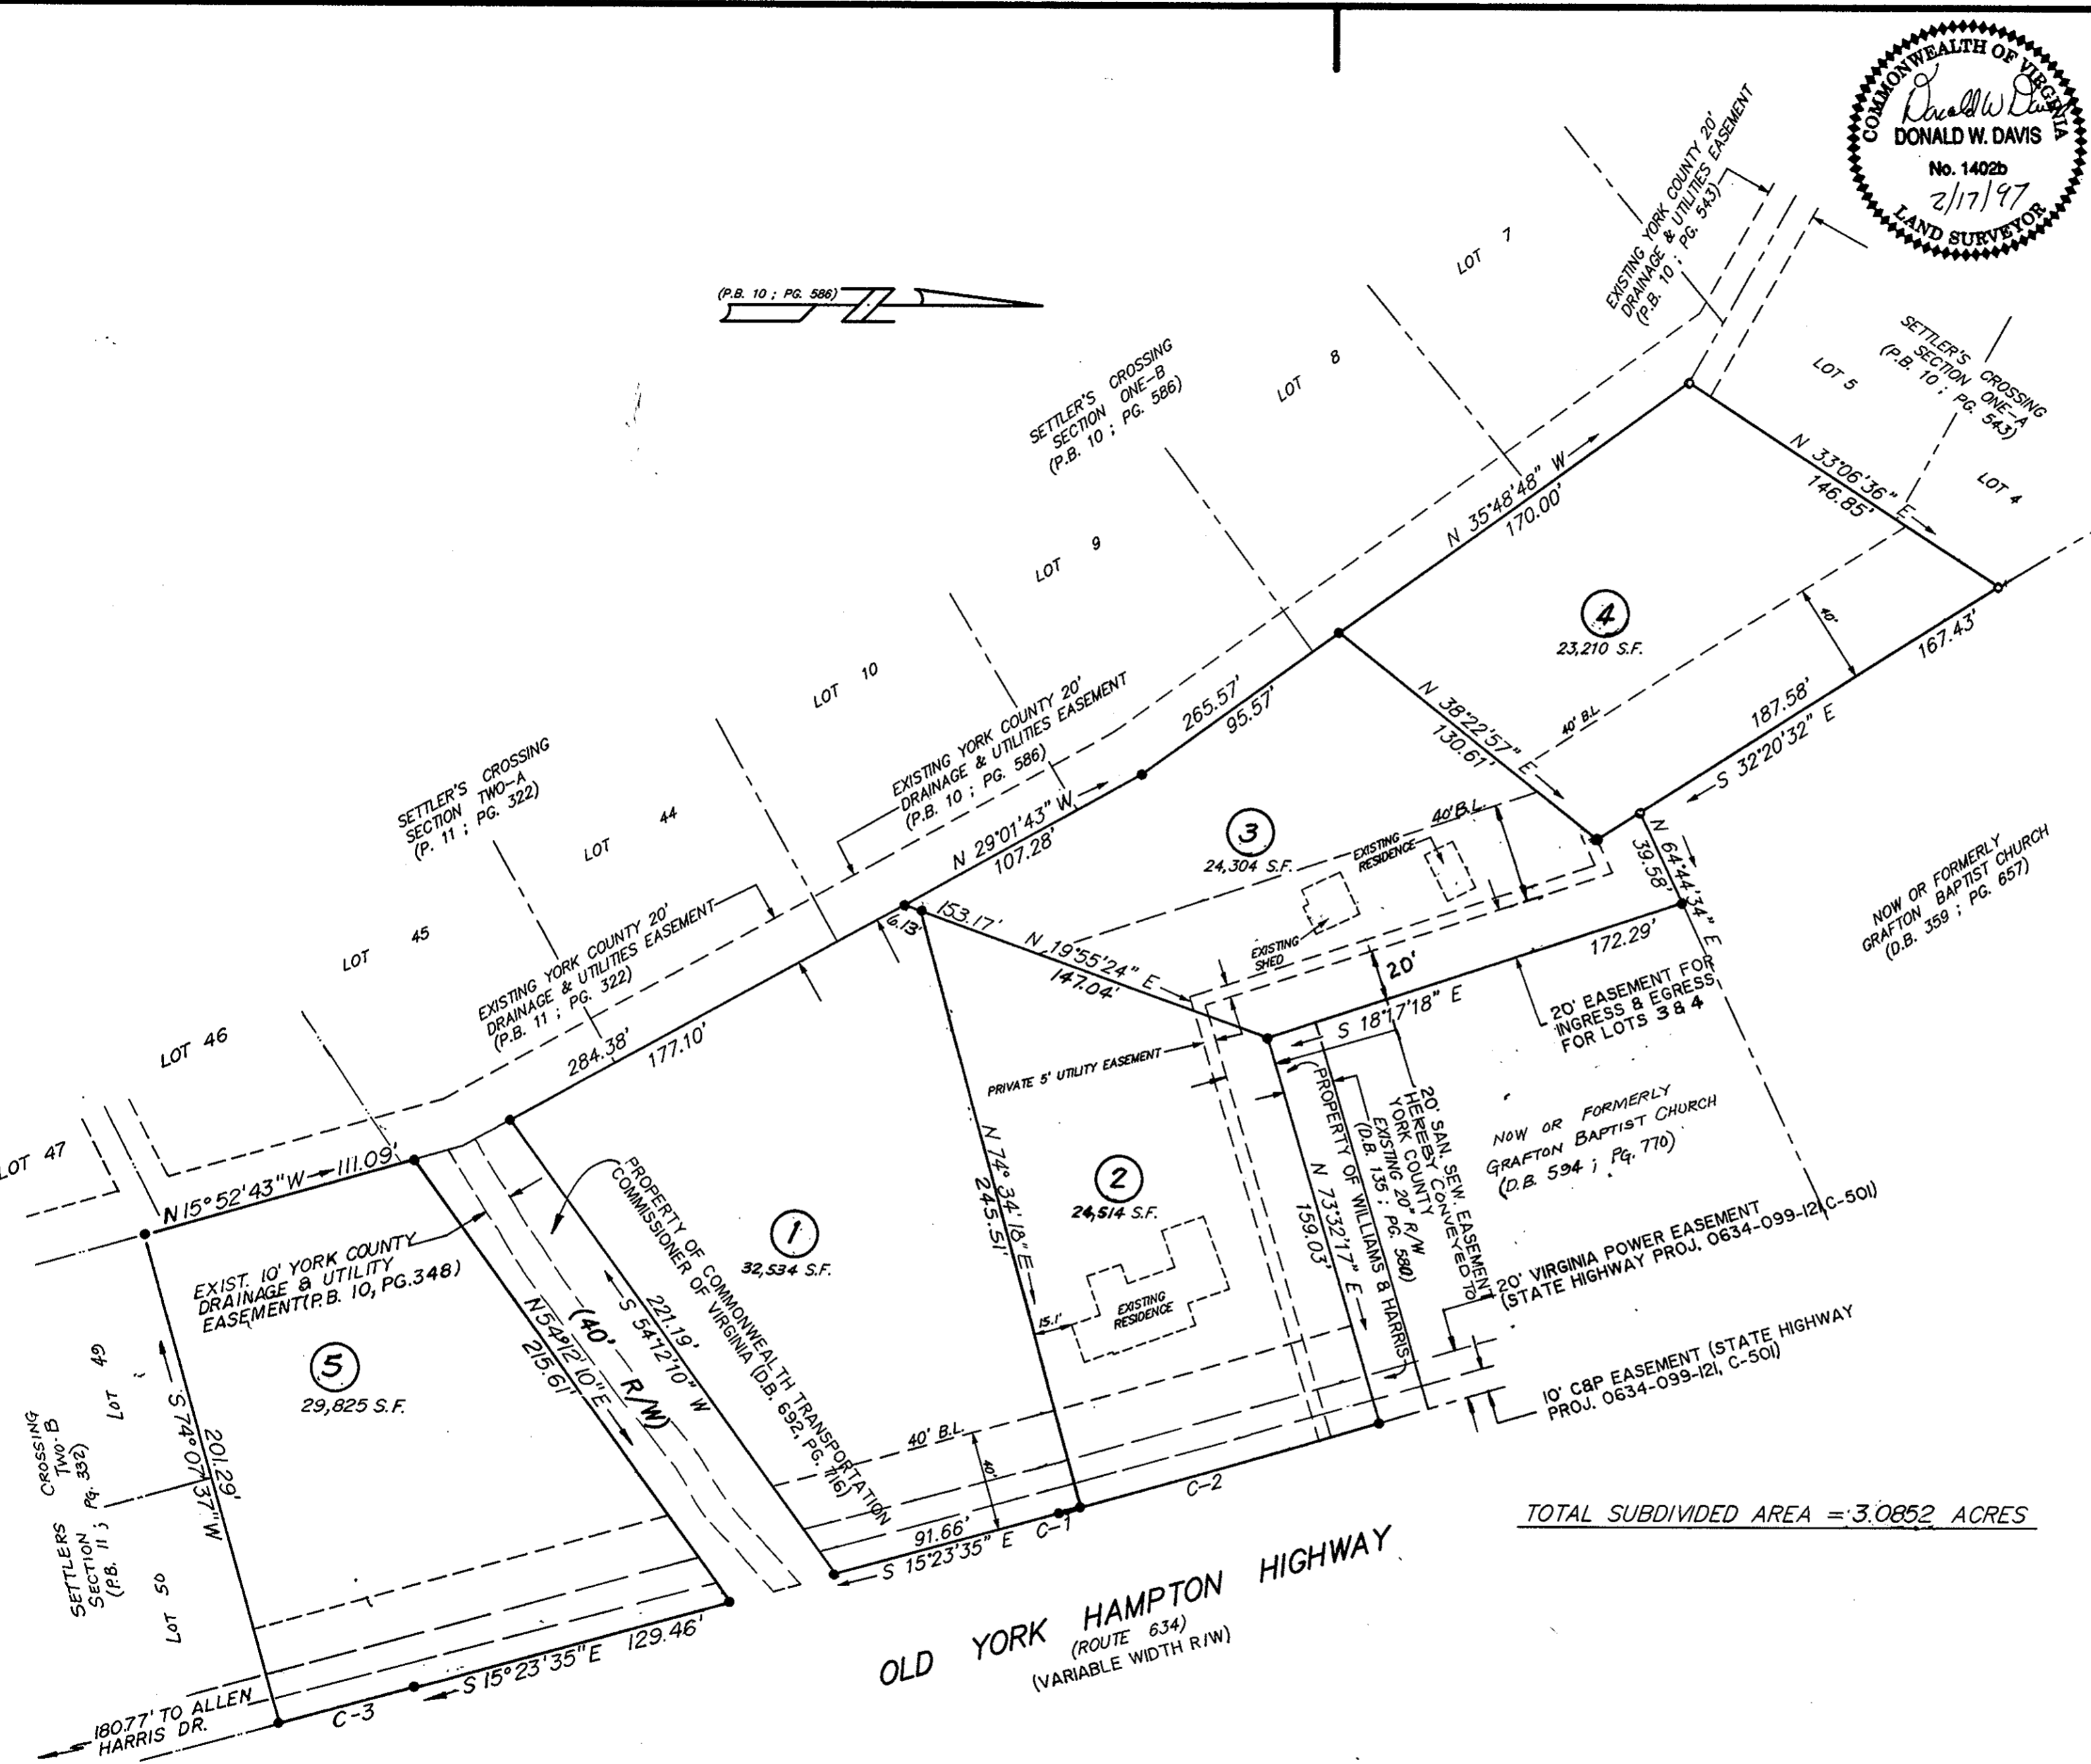 COMMONWEALTH OF VIRGINIA
Donald W Davis
DONALD W. DAVIS
No. 1402b
2/17/97
LAND SURVEYOR
(P.B. 10 ; PG. 586)
N
EXISTING YORK COUNTY 20'
DRAINAGE & UTILITIES EASEMENT
(P.B. 10 ; PG. 543)
LOT 7
LOT 8
LOT 9
LOT 10
LOT 44
LOT 45
LOT 46
LOT 47
LOT 5
LOT 4
SETTLER'S CROSSING
SECTION ONE-A
(P.B. 10 ; PG. 543)
SETTLER'S CROSSING
SECTION ONE-B
(P.B. 10 ; PG. 586)
SETTLER'S CROSSING
SECTION TWO-A
(P. 11 ; PG. 322)
N 35°48'48" W
170.00'
N 33°06'36" E
146.85'
4
23,210 S.F.
40'
167.43'
187.58'
S 32°20'32" E
40' B.L.
N 38°22'57" E
130.61'
265.57'
95.57'
EXISTING YORK COUNTY 20'
DRAINAGE & UTILITIES EASEMENT
(P.B. 10 ; PG. 586)
N 29°01'43" W
107.28'
3
24,304 S.F.
EXISTING
RESIDENCE
40' B.L.
N 64°44'34" E
39.58'
NOW OR FORMERLY
GRAFTON BAPTIST CHURCH
(D.B. 359 ; PG. 657)
EXISTING YORK COUNTY 20'
DRAINAGE & UTILITIES EASEMENT
(P.B. 11 ; PG. 322)
6.13'
153.17'
N 19°55'24" E
147.04'
EXISTING
SHED
20'
172.29'
S 18°17'18" E
20' EASEMENT FOR
INGRESS & EGRESS
FOR LOTS 3 & 4
284.38'
177.10'
PRIVATE 5' UTILITY EASEMENT
PROPERTY OF WILLIAMS & HARRIS
EXISTING 20" R/W
(D.B. 135 ; PG. 580)
20' SAN. SEW. EASEMENT
HEREBY CONVEYED TO
YORK COUNTY
NOW OR FORMERLY
GRAFTON BAPTIST CHURCH
(D.B. 594 ; Pg. 770)
N 73°32'17" E
159.03'
N 74°34'18" E
245.51'
2
24,514 S.F.
EXISTING
RESIDENCE
15.1'
20' VIRGINIA POWER EASEMENT
(STATE HIGHWAY PROJ. 0634-099-121, C-501)
10' C&P EASEMENT (STATE HIGHWAY
PROJ. 0634-099-121, C-501)
N 15°52'43" W
111.09'
PROPERTY OF COMMONWEALTH TRANSPORTATION
COMMISSIONER OF VIRGINIA (D.B. 692, PG. 716)
1
32,534 S.F.
221.19'
S 54°12'10" W
(40' R/W)
N 54°12'10" E
215.61'
EXIST. 10' YORK COUNTY
DRAINAGE & UTILITY
EASEMENT (P.B. 10, PG. 348)
5
29,825 S.F.
S 74°07'37" W
201.29'
LOT 49
LOT 50
SETTLERS CROSSING
SECTION TWO-B
(P.B. 11 ; Pg. 332)
40' B.L.
40'
91.66'
S 15°23'35" E
C-1
C-2
TOTAL SUBDIVIDED AREA = 3.0852 ACRES
OLD YORK HAMPTON HIGHWAY
(ROUTE 634)
(VARIABLE WIDTH R/W)
S 15°23'35" E 129.46'
C-3
180.77' TO ALLEN
HARRIS DR.